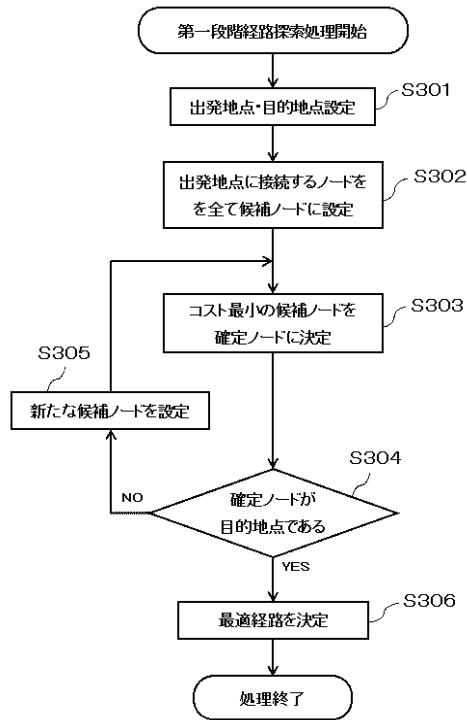 第一段階経路探索処理開始
S301
出発地点・目的地点設定
S302
出発地点に接続するノードを
を全て候補ノードに設定
S303
コスト最小の候補ノードを
確定ノードに決定
S305
新たな候補ノードを設定
S304
確定ノードが
目的地点である
NO
YES
S306
最適経路を決定
処理終了